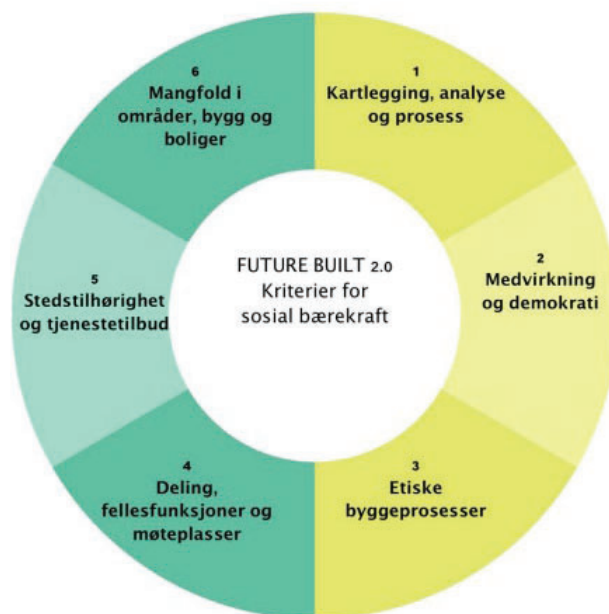 6
Mangfold i
områder, bygg og
boliger
1
Kartlegging, analyse
og prosess
5
Stedstilhørighet
og tjenestetilbud
FUTURE BUILT 2.0
Kriterier for
sosial bærekraft
2
Medvirkning
og demokrati
4
Deling,
fellesfunksjoner og
møteplasser
3
Etiske
byggeprosesser